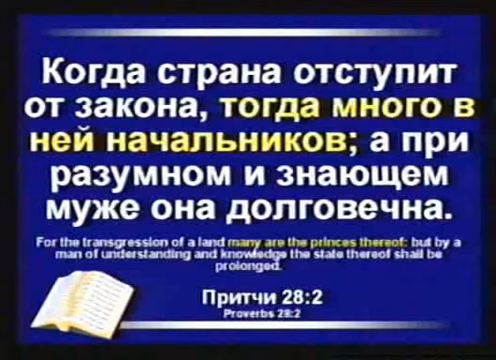 Когда страна отступит
от закона, тогда много в
ней начальников; а при
разумном и знающем
муже она долговечна.
For the transgression of a land many are the princes thereof: but by a
man of understanding and knowledge the state thereof shall be
prolonged.
Притчи 28:2
Proverbs 28:2